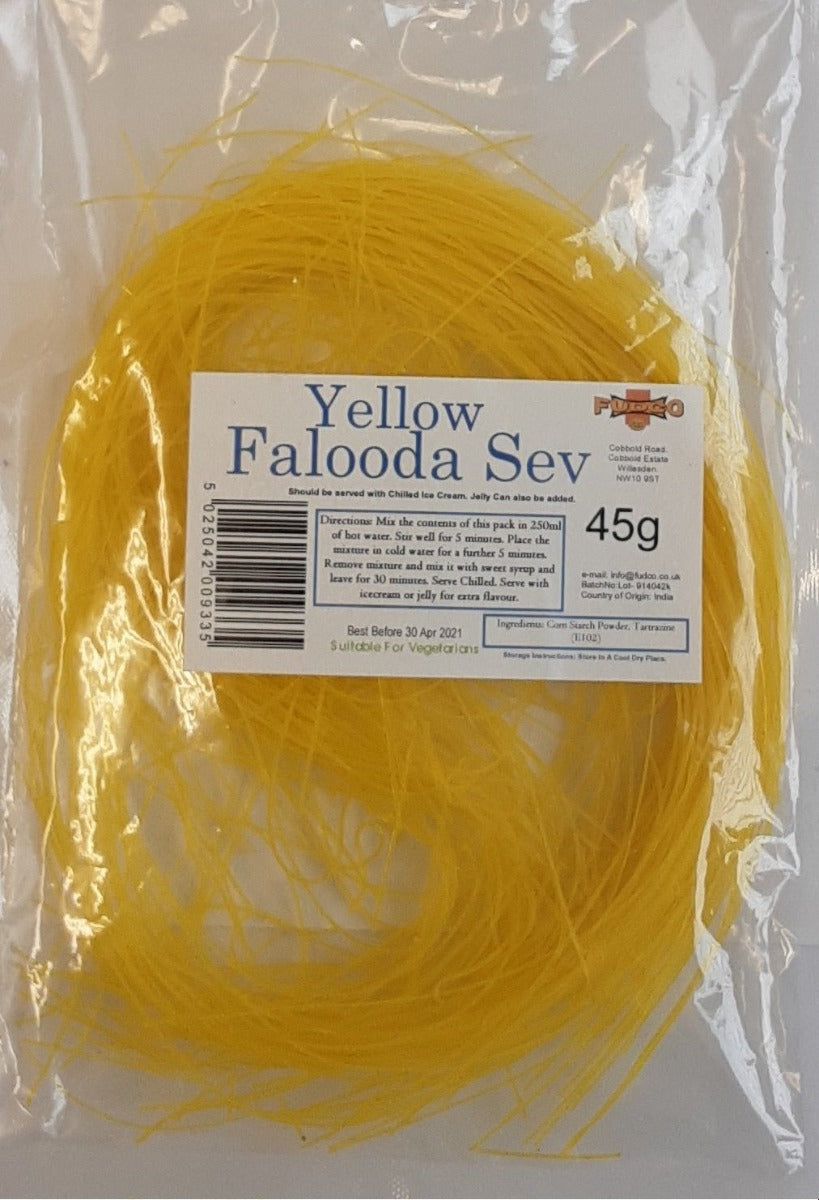 Yellow
Falooda Sev
FUDCO
Cobbold Road.
Cobbold Estate
Willesden.
NW10 9ST
Should be served with Chilled Ice Cream. Jelly Can also be added.
5 025042 009335
Directions: Mix the contents of this pack in 250ml
of hot water. Stir well for 5 minutes. Place the
mixture in cold water for a further 5 minutes.
Remove mixture and mix it with sweet syrup and
leave for 30 minutes. Serve Chilled. Serve with
icecream or jelly for extra flavour.
45g
e-mail: info@fudco.co.uk
BatchNo:Lot- 914042k
Country of Origin: India
Best Before 30 Apr 2021
Suitable For Vegetarians
Ingredients: Corn Starch Powder, Tartrazine
(E102)
Storage Instructions: Store In A Cool Dry Place.